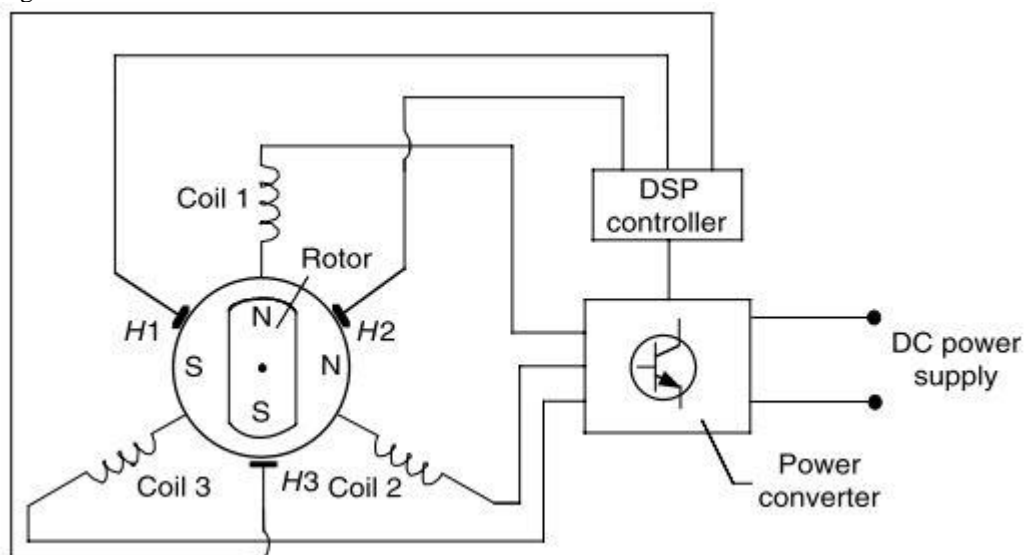 DSP
controller
Coil 1
Rotor
N
H1
H2
S
N
DC power
supply
S
Coil 3
H3
Coil 2
Power
converter